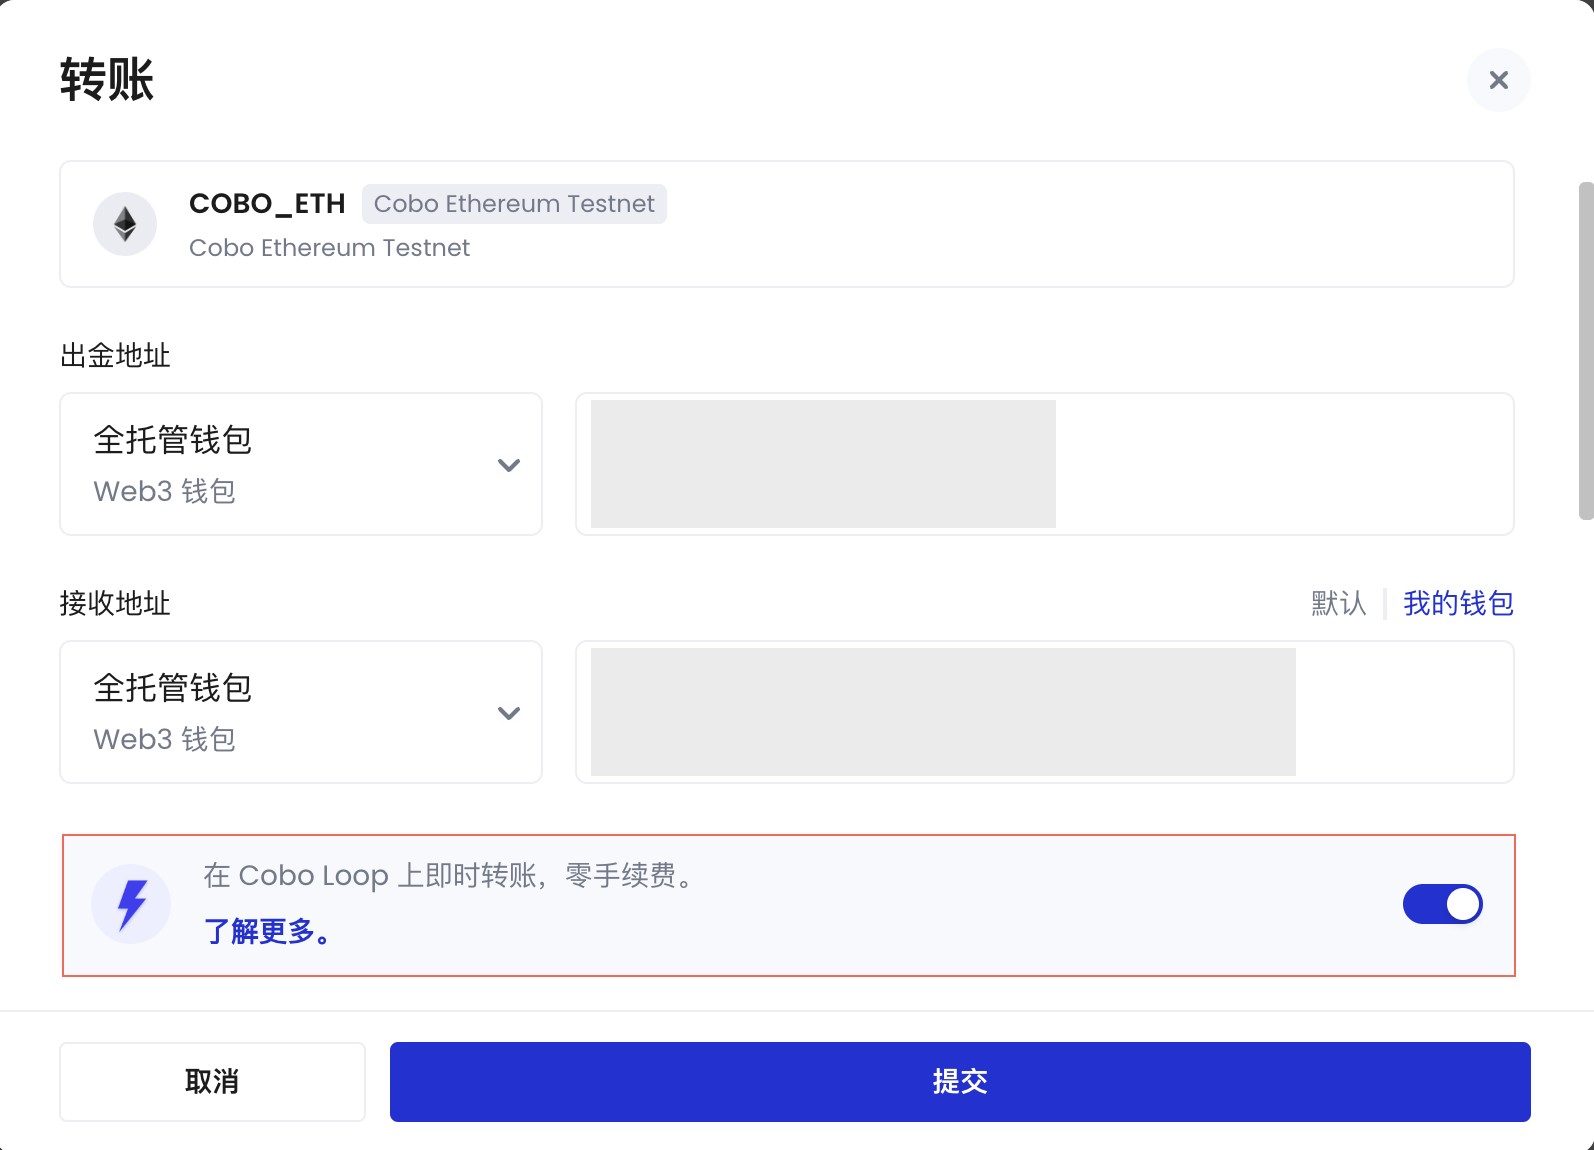 转账
COBO_ETH Cobo Ethereum Testnet
Cobo Ethereum Testnet
出金地址
全托管钱包
Web3 钱包
接收地址 默认 我的钱包
全托管钱包
Web3 钱包
在 Cobo Loop 上即时转账，零手续费。
了解更多。
取消 提交